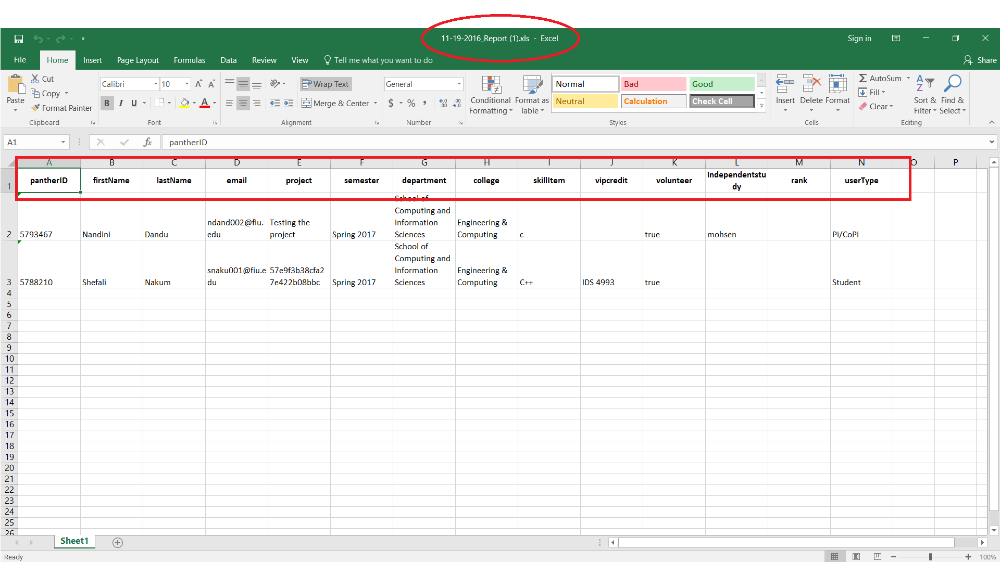 11-19-2016_Report (1).xls - Excel
Sign in
File Home Insert Page Layout Formulas Data Review View Tell me what you want to do Share
Cut
Copy
Format Painter
Paste
Clipboard
Calibri 10
B I U
Font
Wrap Text
Merge & Center
Alignment
General
$ % ,
Number
Conditional
Formatting
Format as
Table
Normal Bad Good
Neutral Calculation Check Cell
Styles
Insert Delete Format
Cells
AutoSum
Fill
Clear
Sort &
Filter
Find &
Select
Editing
A1 fx pantherID
A B C D E F G H I J K L M N O P
1 pantherID firstName lastName email project semester department college skillItem vipcredit volunteer independentstu
dy rank userType
School of
Computing and
Information
Sciences
2 5793467 Nandini Dandu ndand002@fiu.
edu Testing the
project Spring 2017 Engineering &
Computing c true mohsen Pi/CoPi
School of
Computing and
Information
Sciences
3 5788210 Shefali Nakum snaku001@fiu.e
du 57e9f3b38cfa2
7e422b08bbc Spring 2017 Engineering &
Computing C++ IDS 4993 true Student
4
5
6
7
8
9
10
11
12
13
14
15
16
17
18
19
20
21
22
23
24
25
26
Sheet1
Ready
100%